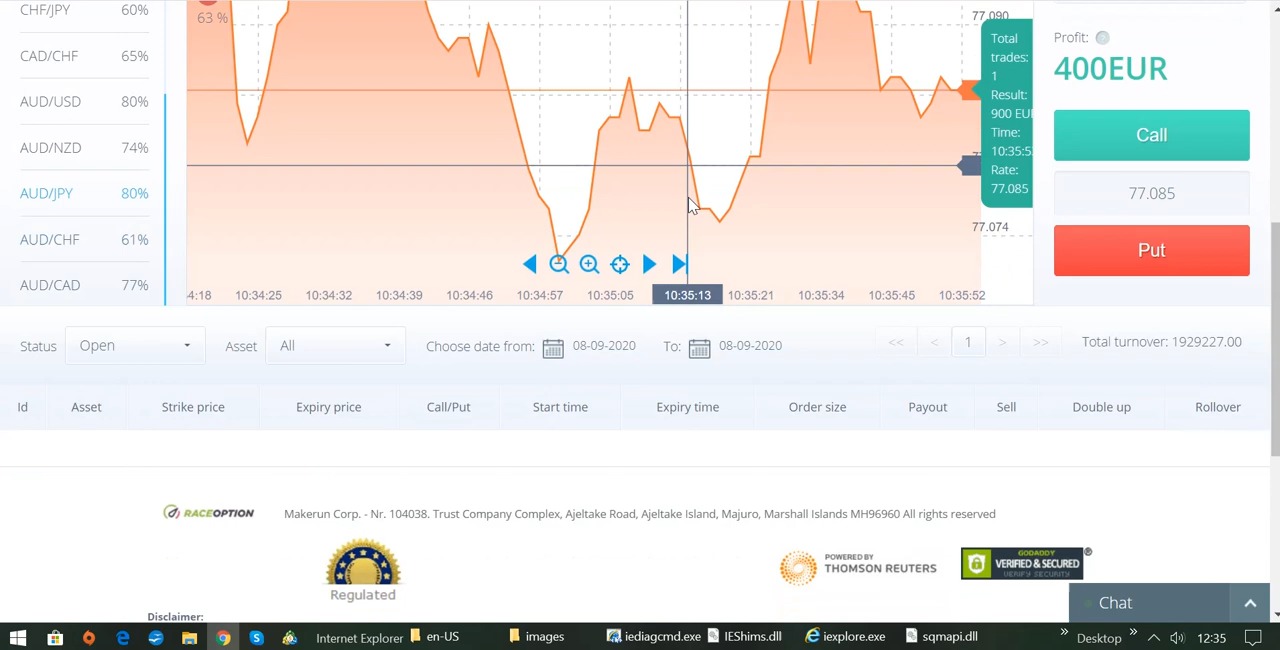 CHF/JPY 60%
CAD/CHF 65%
AUD/USD 80%
AUD/NZD 74%
AUD/JPY 80%
AUD/CHF 61%
AUD/CAD 77%
63 %
77.090
77.074
Total
trades:
1
Result:
900 EU
Time:
10:35:5
Rate:
77.085
Profit:
400EUR
Call
77.085
Put
4:18 10:34:25 10:34:32 10:34:39 10:34:46 10:34:57 10:35:05 10:35:13 10:35:21 10:35:34 10:35:45 10:35:52
Status Open Asset All Choose date from: 08-09-2020 To: 08-09-2020 << < 1 > >> Total turnover: 1929227.00
Id Asset Strike price Expiry price Call/Put Start time Expiry time Order size Payout Sell Double up Rollover
RACEOPTION Makerun Corp. - Nr. 104038. Trust Company Complex, Ajeltake Road, Ajeltake Island, Majuro, Marshall Islands MH96960 All rights reserved
Regulated
POWERED BY
THOMSON REUTERS
GODADDY
VERIFIED & SECURED
VERIFY SECURITY
®
Chat
Disclaimer:
Internet Explorer en-US images iediagcmd.exe IEShims.dll iexplore.exe sqmapi.dll » Desktop » 12:35